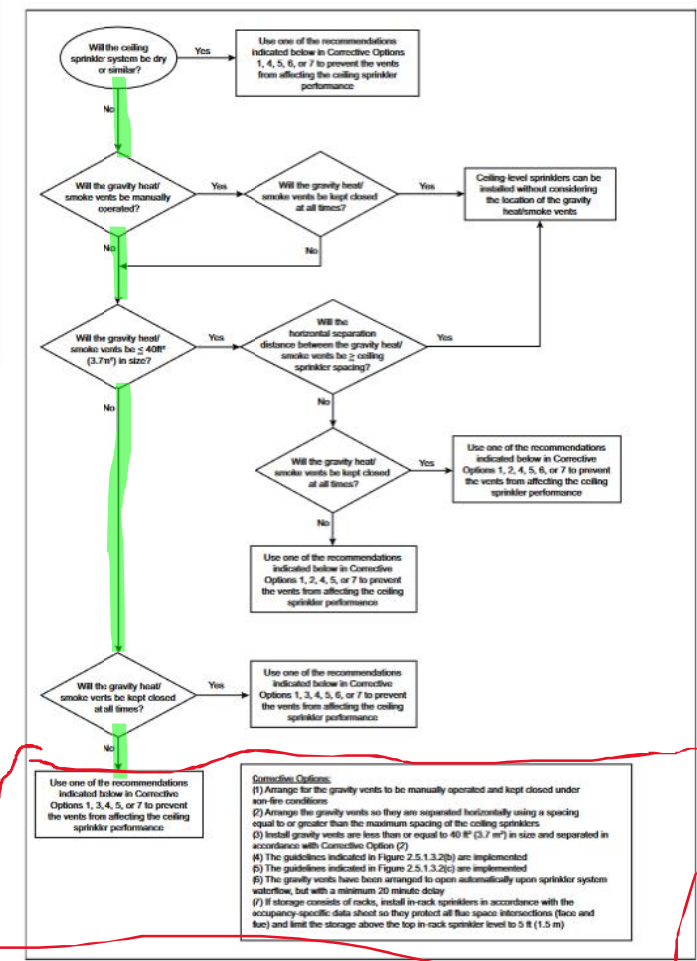 Will the ceiling
sprinkler system be dry
or similar?
Yes
Use one of the recommendations
indicated below in Corrective Options
1, 4, 5, 6, or 7 to prevent the vents
from affecting the ceiling sprinkler
performance
No
Will the gravity heat/
smoke vents be manually
operated?
Yes
Will the gravity heat/
smoke vents be kept closed
at all times?
Yes
Ceiling-level sprinklers can be
installed without considering
the location of the gravity
heat/smoke vents
No
No
Will the gravity heat/
smoke vents be ≤ 40ft²
(3.7m²) in size?
Yes
Will the
horizontal separation
distance between the gravity heat/
smoke vents be ≥ ceiling
sprinkler spacing?
Yes
No
No
Will the gravity heat/
smoke vents be kept closed
at all times?
Yes
Use one of the recommendations
indicated below in Corrective
Options 1, 2, 4, 5, 6, or 7 to prevent
the vents from affecting the ceiling
sprinkler performance
No
Use one of the recommendations
indicated below in Corrective
Options 1, 2, 4, 5, or 7 to prevent
the vents from affecting the ceiling
sprinkler performance
Will the gravity heat/
smoke vents be kept closed
at all times?
Yes
Use one of the recommendations
indicated below in Corrective
Options 1, 3, 4, 5, 6, or 7 to prevent
the vents from affecting the ceiling
sprinkler performance
No
Use one of the recommendations
indicated below in Corrective
Options 1, 3,4, 5, or 7 to prevent
the vents from affecting the ceiling
sprinkler performance
Corrective Options:
(1) Arrange for the gravity vents to be manually operated and kept closed under
non-fire conditions
(2) Arrange the gravity vents so they are separated horizontally using a spacing
equal to or greater than the maximum spacing of the ceiling sprinklers
(3) Install gravity vents are less than or equal to 40 ft² (3.7 m²) in size and separated in
accordance with Corrective Option (2)
(4) The guidelines indicated in Figure 2.5.1.3.2(b) are implemented
(5) The guidelines indicated in Figure 2.5.1.3.2(c) are implemented
(6) The gravity vents have been arranged to open automatically upon sprinkler system
waterflow, but with a minimum 20 minute delay
(7) If storage consists of racks, install in-rack sprinklers in accordance with the
occupancy-specific data sheet so they protect all flue space intersections (face and
flue) and limit the storage above the top in-rack sprinkler level to 5 ft (1.5 m)